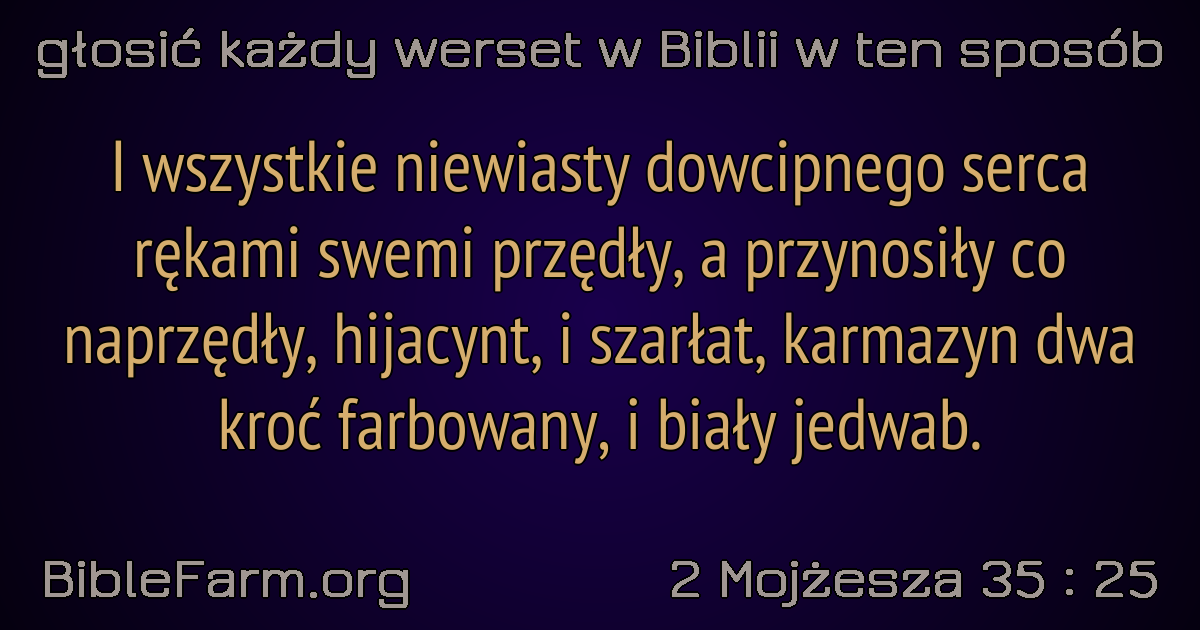 głosić każdy werset w Biblii w ten sposób
I wszystkie niewiasty dowcipnego serca
rękami swemi przędły, a przynosiły co
naprzędły, hijacynt, i szarłat, karmazyn dwa
kroć farbowany, i biały jedwab.
BibleFarm.org
2 Mojżesza 35 : 25